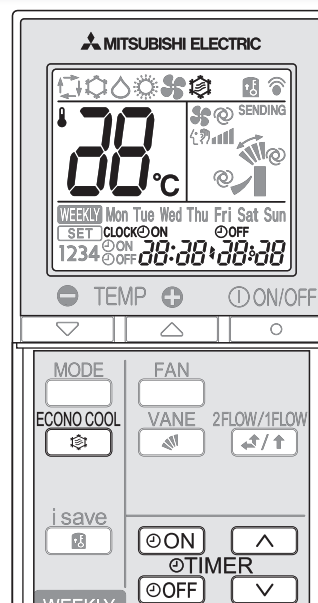 MITSUBISHI ELECTRIC
SENDING
88°C
WEEKLY Mon Tue Wed Thu Fri Sat Sun
SET CLOCK ON OFF
1234 ON OFF 88:88 88:88
TEMP ON/OFF
MODE FAN
ECONO COOL VANE 2FLOW/1FLOW
i save
ON
TIMER
OFF
WEEKLY